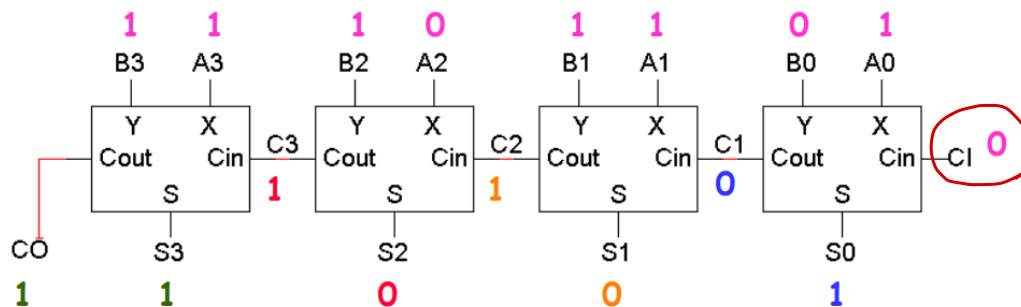 1 1 1 0 1 1 0 1
B3 A3 B2 A2 B1 A1 B0 A0
Y X Y X Y X Y X
C3 C2 C1 0
Cout Cin Cout Cin Cout Cin Cout Cin CI
1 1 0
S S S S
CO S3 S2 S1 S0
1 1 0 0 1